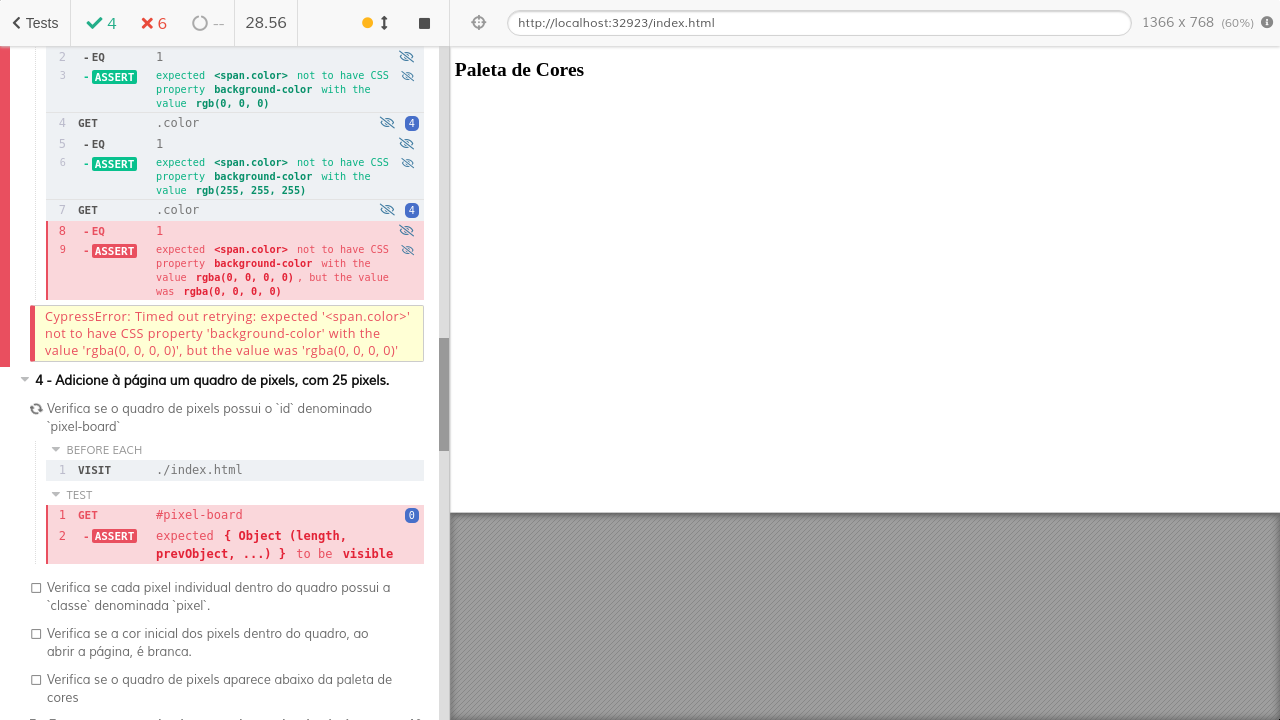 Tests 4 6 -- 28.56 http://localhost:32923/index.html 1366 x 768 (60%)
2 - EQ 1
3 - ASSERT expected <span.color> not to have CSS
property background-color with the
value rgb(0, 0, 0)
4 GET .color 4
5 - EQ 1
6 - ASSERT expected <span.color> not to have CSS
property background-color with the
value rgb(255, 255, 255)
7 GET .color 4
8 - EQ 1
9 - ASSERT expected <span.color> not to have CSS
property background-color with the
value rgba(0, 0, 0, 0) , but the value
was rgba(0, 0, 0, 0)
CypressError: Timed out retrying: expected '<span.color>'
not to have CSS property 'background-color' with the
value 'rgba(0, 0, 0, 0)', but the value was 'rgba(0, 0, 0, 0)'
4 - Adicione à página um quadro de pixels, com 25 pixels.
Verifica se o quadro de pixels possui o `id` denominado
`pixel-board`
BEFORE EACH
1 VISIT ./index.html
TEST
1 GET #pixel-board 0
2 - ASSERT expected { Object (length,
prevObject, ...) } to be visible
Verifica se cada pixel individual dentro do quadro possui a
`classe` denominada `pixel`.
Verifica se a cor inicial dos pixels dentro do quadro, ao
abrir a página, é branca.
Verifica se o quadro de pixels aparece abaixo da paleta de
cores
Paleta de Cores